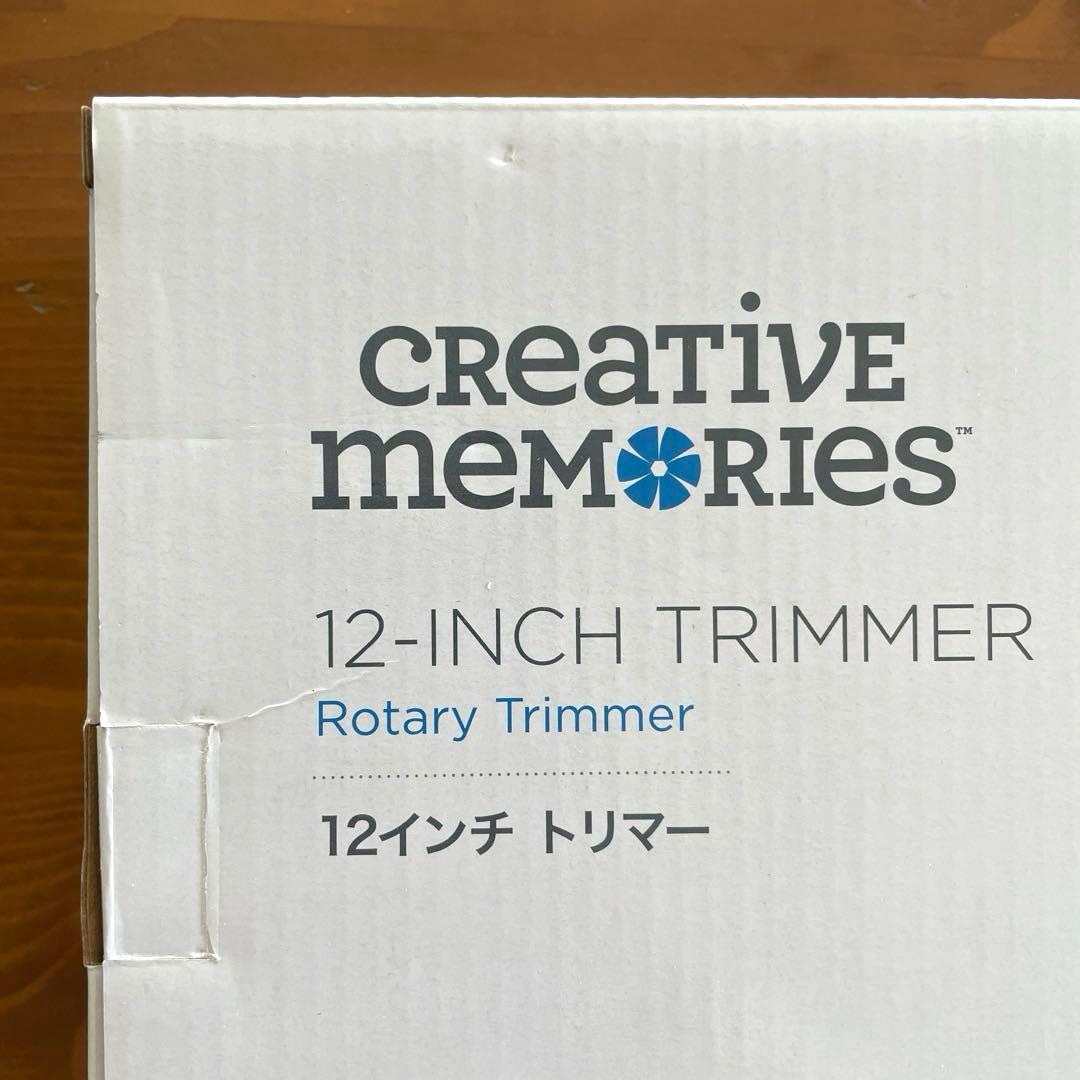 CReaTiVE
meMORIes™
12-INCH TRIMMER
Rotary Trimmer
12インチ トリマー